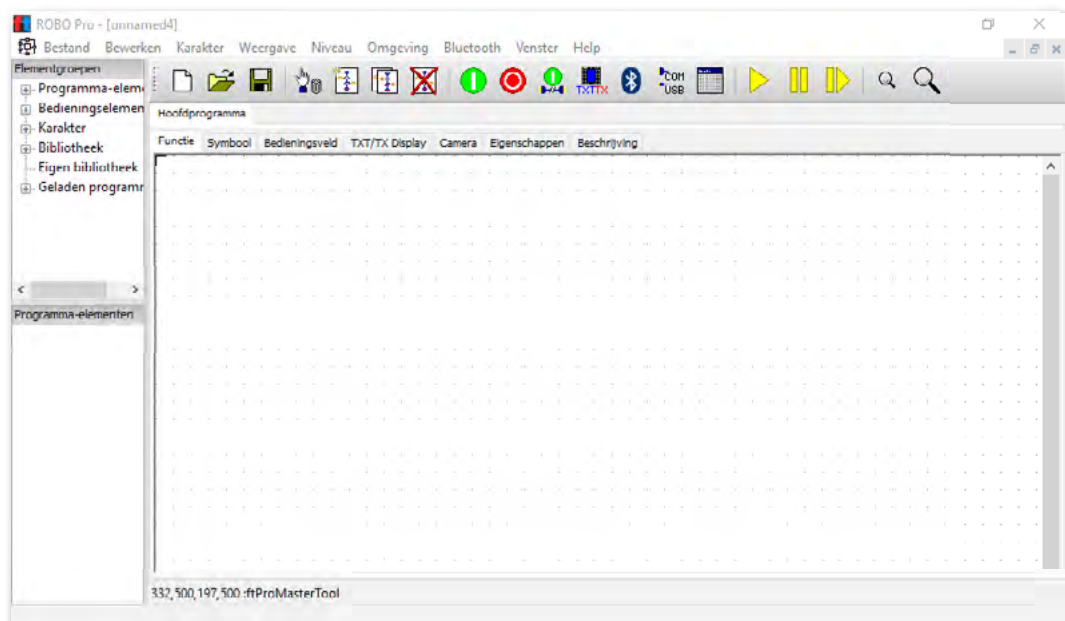 ROBO Pro - [unnamed4]
Bestand Bewerken Karakter Weergave Niveau Omgeving Bluetooth Venster Help
Elementgroepen
Programma-elem
Bedieningselemen
Karakter
Bibliotheek
Eigen bibliotheek
Geladen programr
TXTTX
COM
USB
Hoofdprogramma
Functie Symbool Bedieningsveld TXT/TX Display Camera Eigenschappen Beschrijving
Programma-elementen
332,500,197,500 :ftProMasterTool